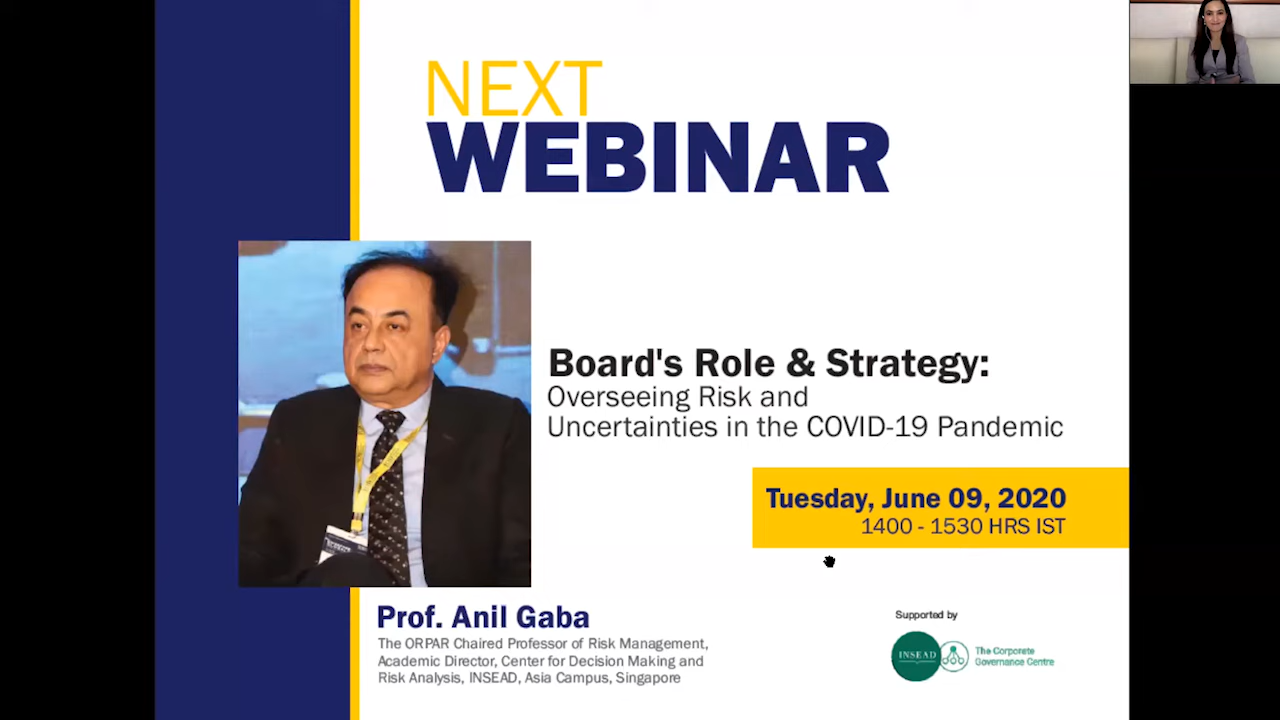 NEXT
WEBINAR
Board's Role & Strategy:
Overseeing Risk and
Uncertainties in the COVID-19 Pandemic
Tuesday, June 09, 2020
1400 - 1530 HRS IST
Prof. Anil Gaba
The ORPAR Chaired Professor of Risk Management,
Academic Director, Center for Decision Making and
Risk Analysis, INSEAD, Asia Campus, Singapore
Supported by
INSEAD
The Corporate
Governance Centre